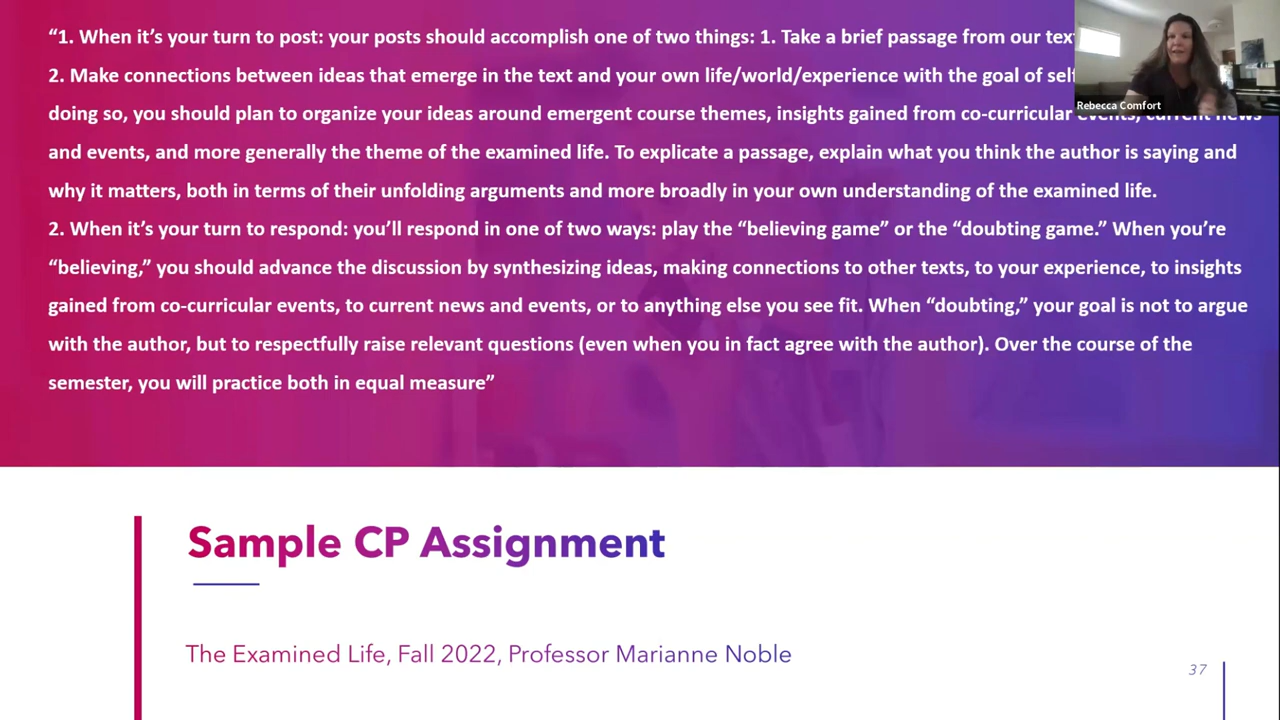 “1. When it’s your turn to post: your posts should accomplish one of two things: 1. Take a brief passage from our
2. Make connections between ideas that emerge in the text and your own life/world/experience with the goal of
doing so, you should plan to organize your ideas around emergent course themes, insights gained from co-curricular events, current news
and events, and more generally the theme of the examined life. To explicate a passage, explain what you think the author is saying and
why it matters, both in terms of their unfolding arguments and more broadly in your own understanding of the examined life.
2. When it’s your turn to respond: you’ll respond in one of two ways: play the “believing game” or the “doubting game.” When you’re
“believing,” you should advance the discussion by synthesizing ideas, making connections to other texts, to your experience, to insights
gained from co-curricular events, to current news and events, or to anything else you see fit. When “doubting,” your goal is not to argue
with the author, but to respectfully raise relevant questions (even when you in fact agree with the author). Over the course of the
semester, you will practice both in equal measure”
Rebecca Comfort
Sample CP Assignment
The Examined Life, Fall 2022, Professor Marianne Noble
37